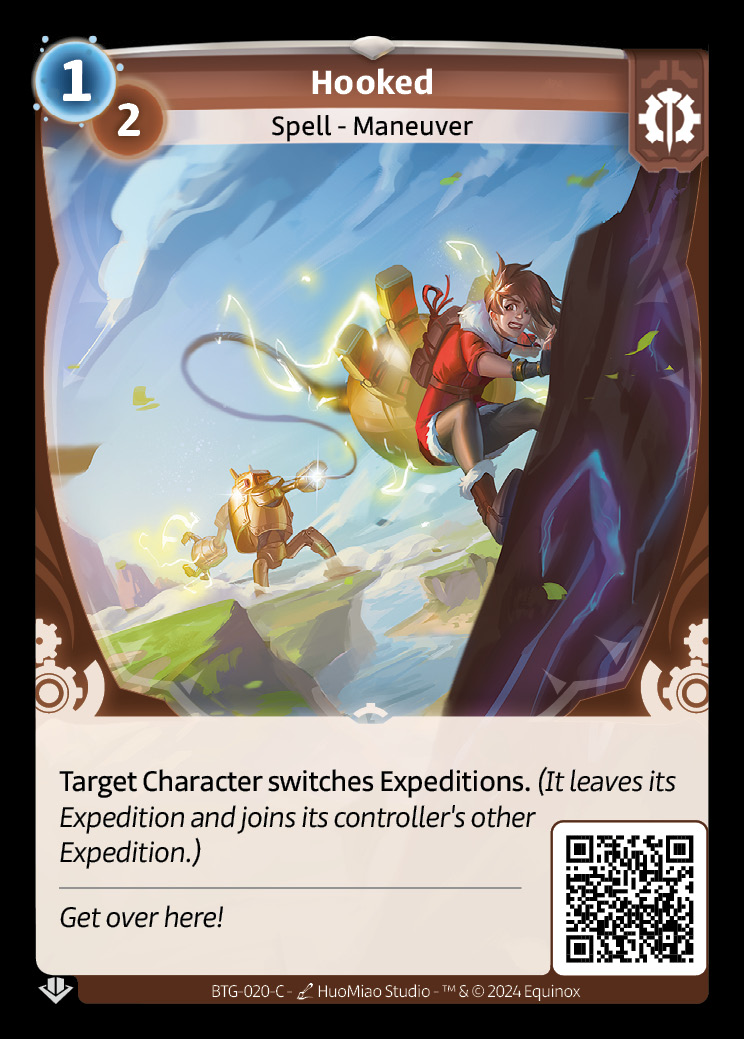 1
Hooked
2
Spell - Maneuver
Target Character switches Expeditions. (It leaves its
Expedition and joins its controller's other
Expedition.)
Get over here!
BTG-020-C - HuoMiao Studio - ™ & © 2024 Equinox